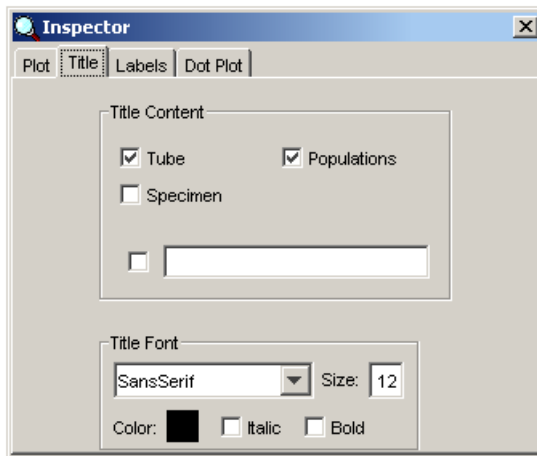 Inspector
Plot Title Labels Dot Plot
Title Content
Tube Populations
Specimen
Title Font
SansSerif Size: 12
Color: Italic Bold